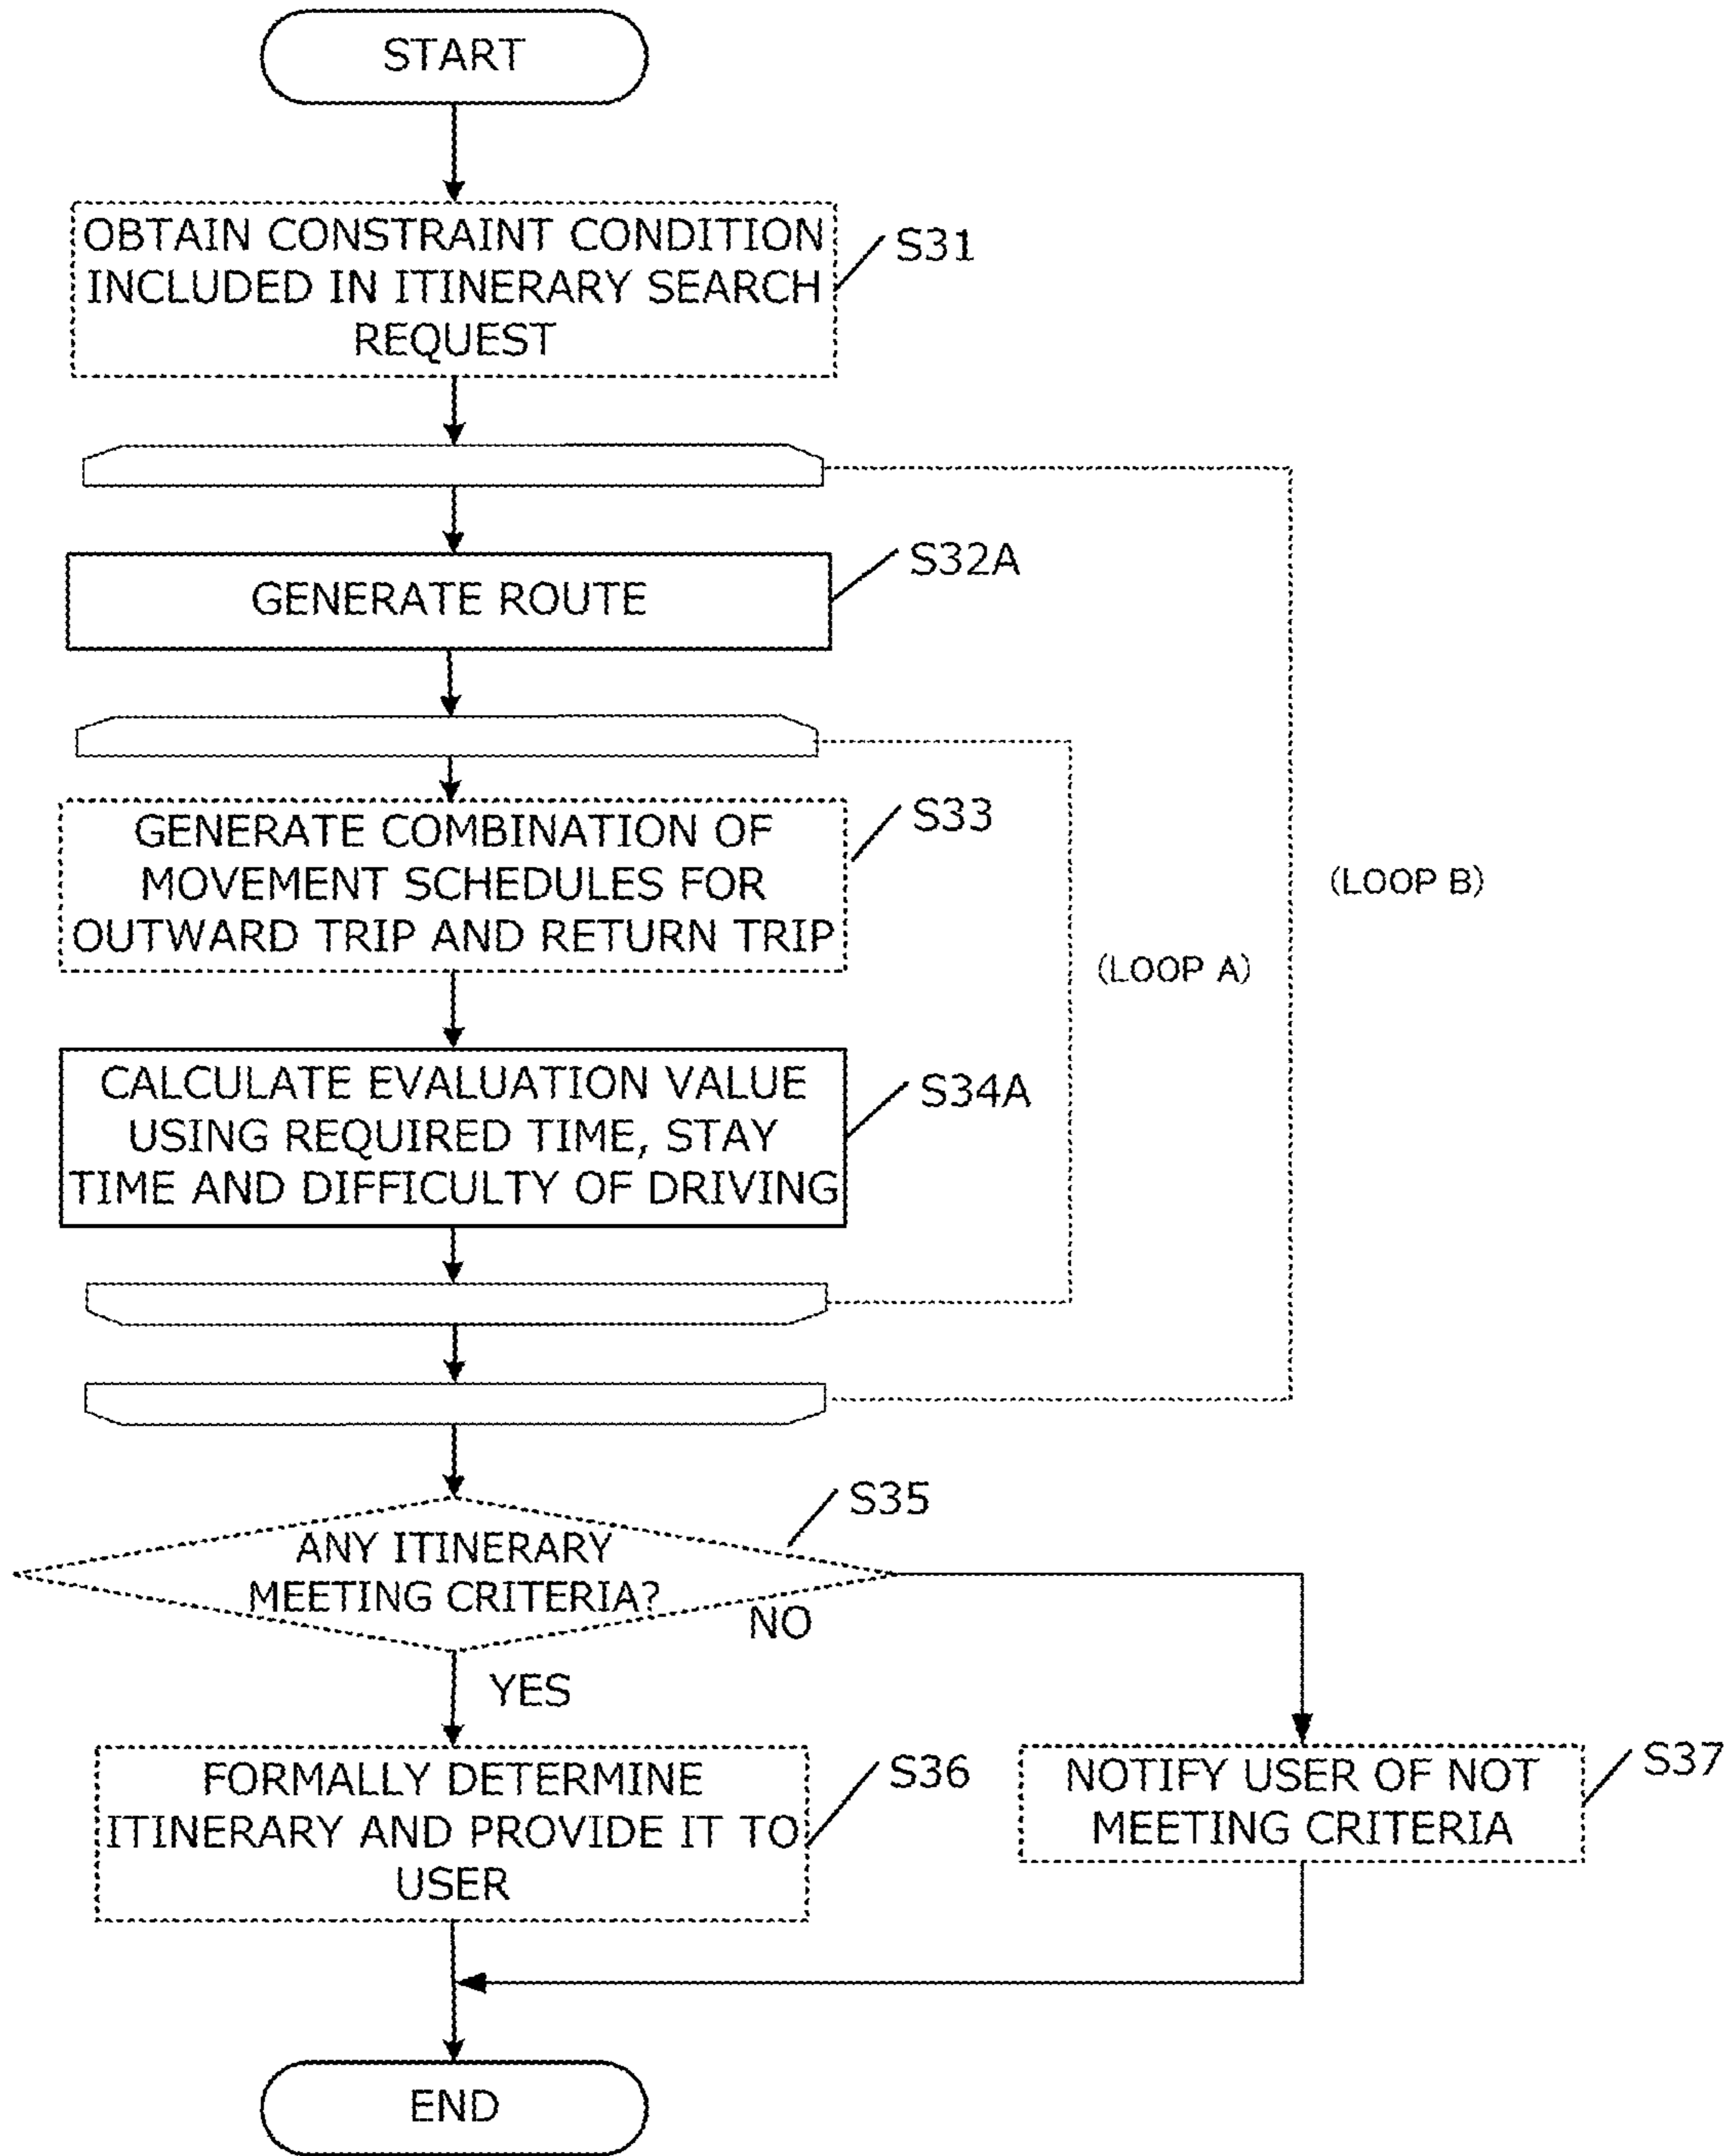 START
OBTAIN CONSTRAINT CONDITION
INCLUDED IN ITINERARY SEARCH
REQUEST
S31
GENERATE ROUTE
S32A
GENERATE COMBINATION OF
MOVEMENT SCHEDULES FOR
OUTWARD TRIP AND RETURN TRIP
S33
(LOOP B)
(LOOP A)
CALCULATE EVALUATION VALUE
USING REQUIRED TIME, STAY
TIME AND DIFFICULTY OF DRIVING
S34A
ANY ITINERARY
MEETING CRITERIA?
S35
NO
YES
FORMALLY DETERMINE
ITINERARY AND PROVIDE IT TO
USER
S36
NOTIFY USER OF NOT
MEETING CRITERIA
S37
END